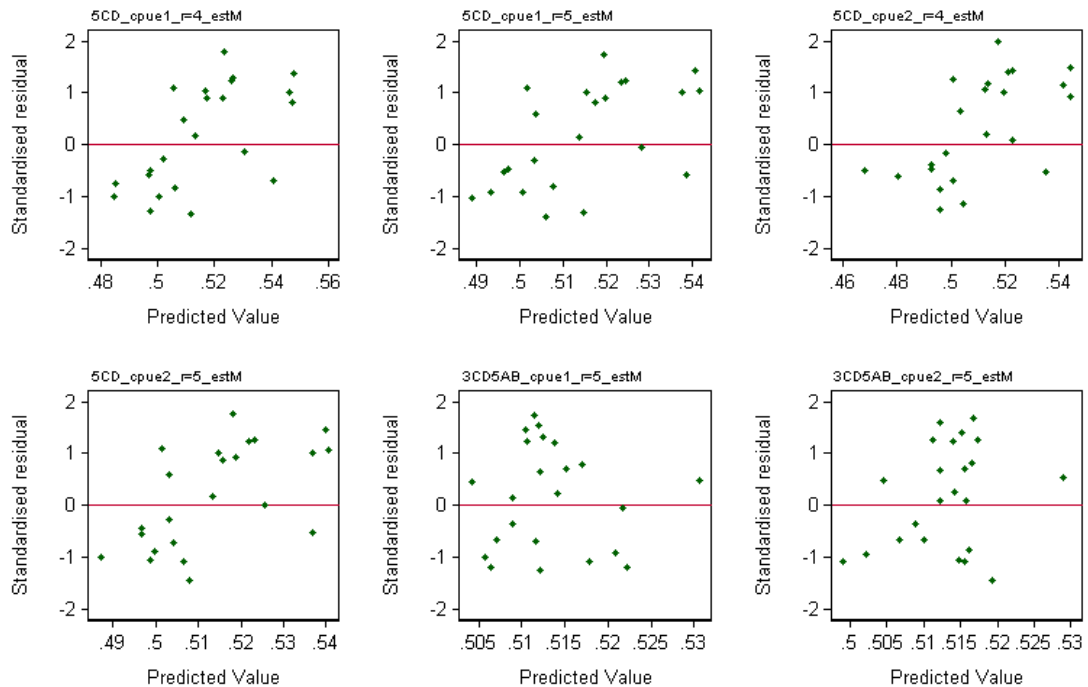 5CD_cpue1_r=4_estM
Standardised residual
2
1
0
-1
-2
.48 .5 .52 .54 .56
Predicted Value
5CD_cpue1_r=5_estM
Standardised residual
2
1
0
-1
-2
.49 .5 .51 .52 .53 .54
Predicted Value
5CD_cpue2_r=4_estM
Standardised residual
2
1
0
-1
-2
.46 .48 .5 .52 .54
Predicted Value
5CD_cpue2_r=5_estM
Standardised residual
2
1
0
-1
-2
.49 .5 .51 .52 .53 .54
Predicted Value
3CD5AB_cpue1_r=5_estM
Standardised residual
2
1
0
-1
-2
.505 .51 .515 .52 .525 .53
Predicted Value
3CD5AB_cpue2_r=5_estM
Standardised residual
2
1
0
-1
-2
.5 .505 .51 .515 .52 .525 .53
Predicted Value